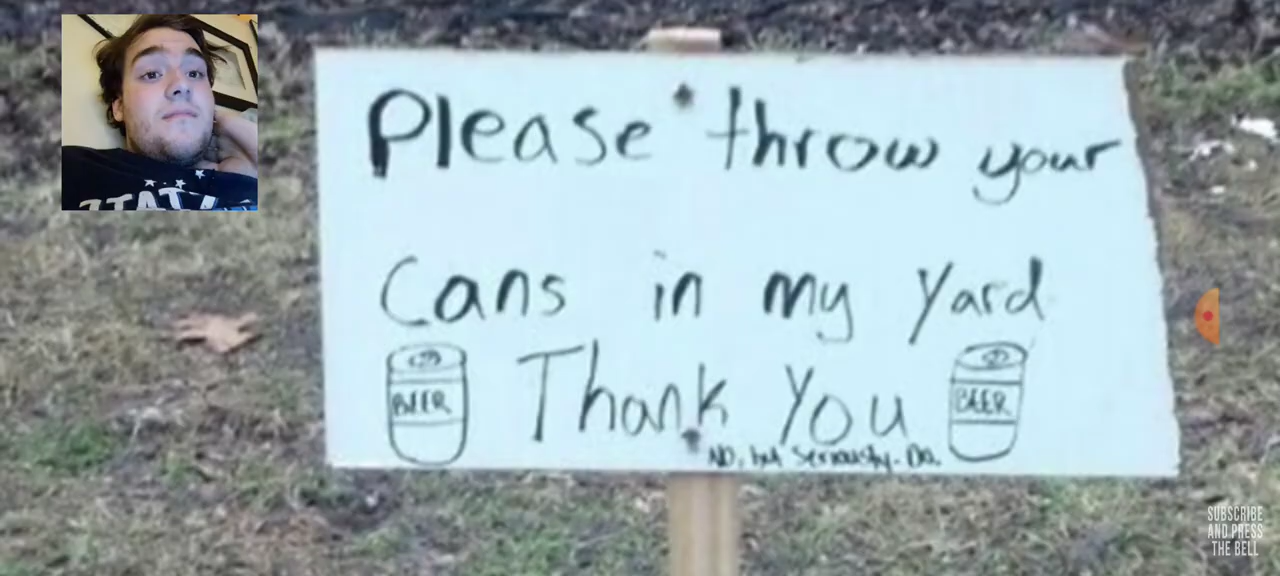 Please throw your
Cans in my Yard
BEER Thank You BEER
No, but seriously. Do.
SUBSCRIBE
AND PRESS
THE BELL